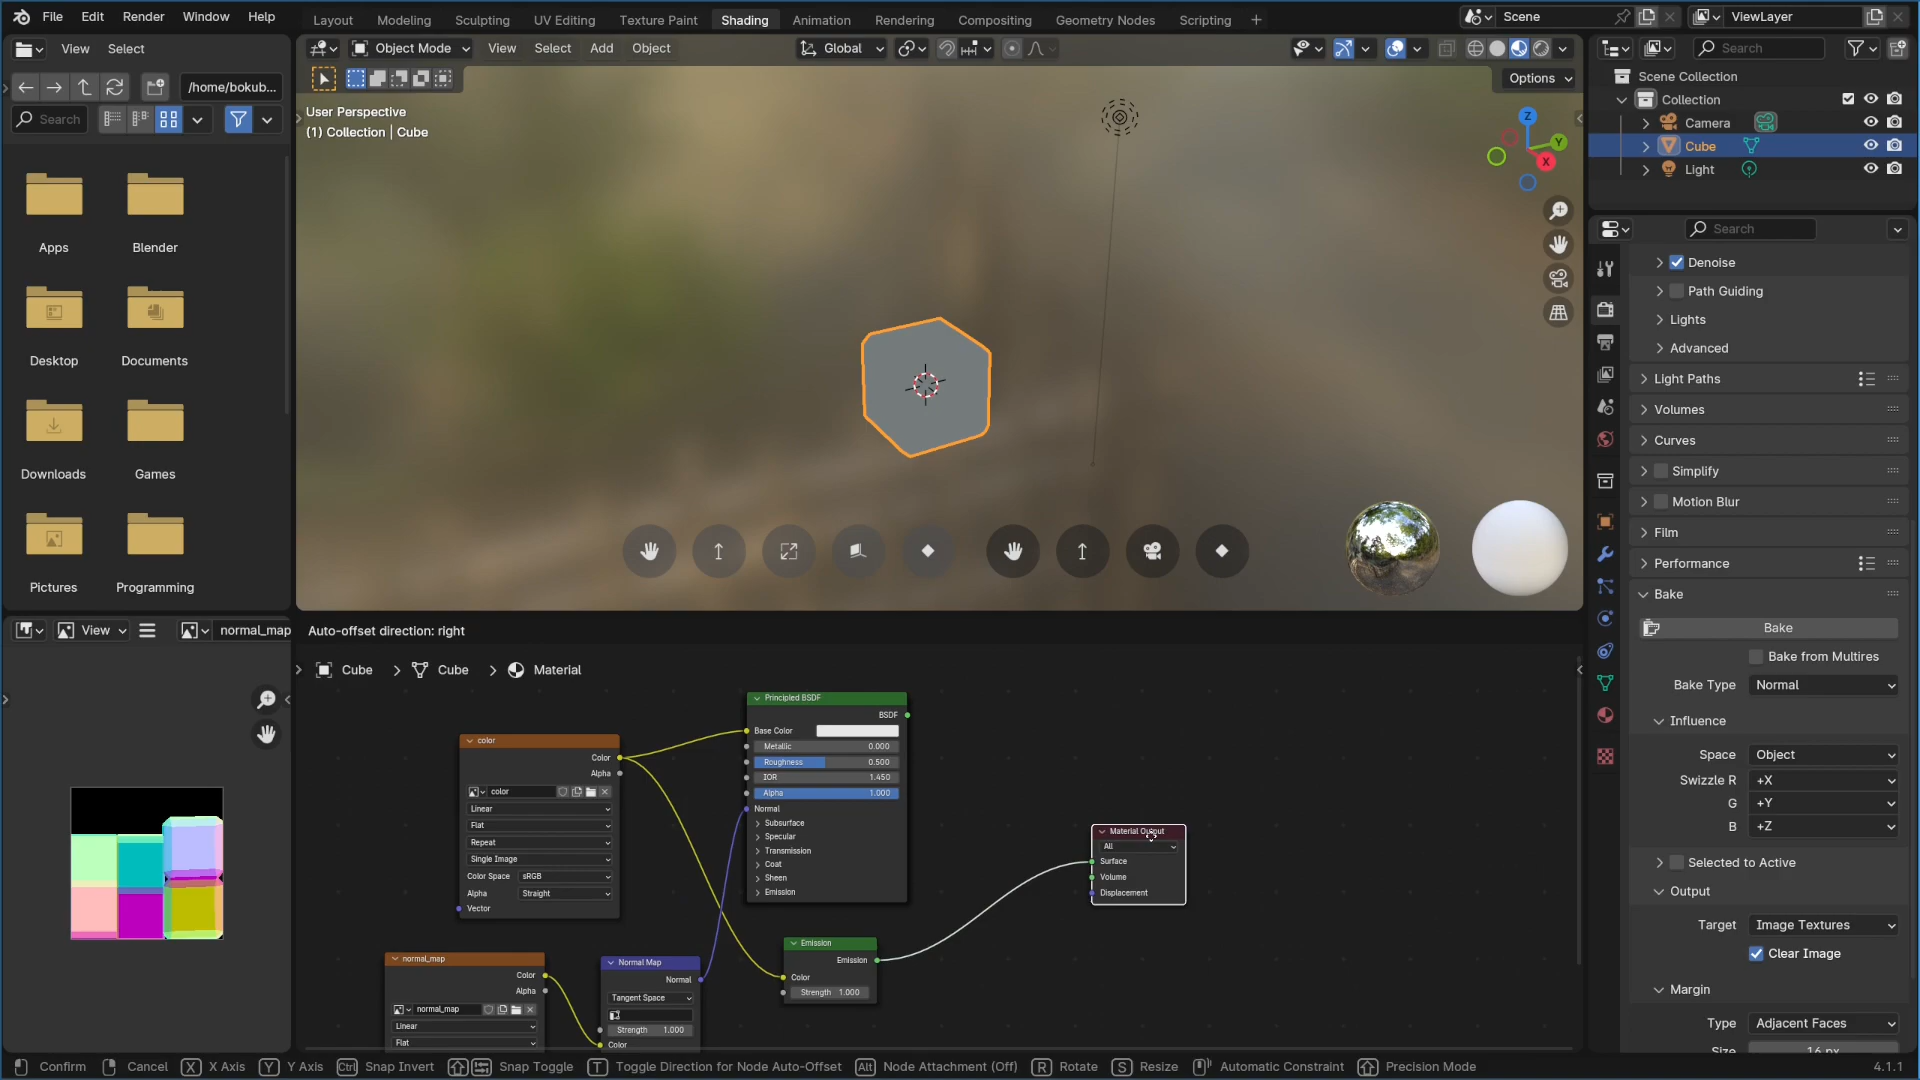 File Edit Render Window Help
Layout Modeling Sculpting UV Editing Texture Paint Shading Animation Rendering Compositing Geometry Nodes Scripting +
Scene
ViewLayer
View Select
Object Mode View Select Add Object
Global
Search
/home/bokub...
Search
Options
User Perspective
(1) Collection | Cube
Z
Y
X
Apps
Blender
Desktop
Documents
Downloads
Games
Pictures
Programming
Scene Collection
Collection
Camera
Cube
Light
Search
Denoise
Path Guiding
Lights
Advanced
Light Paths
Volumes
Curves
Simplify
Motion Blur
Film
Performance
Bake
Bake
Bake from Multires
Bake Type Normal
Influence
Space Object
Swizzle R +X
G +Y
B +Z
Selected to Active
Output
Target Image Textures
Clear Image
Margin
Type Adjacent Faces
Size 16 px
View
normal_map
Auto-offset direction: right
Cube Cube Material
color
Color
Alpha
color
Linear
Flat
Repeat
Single Image
Color Space sRGB
Alpha Straight
Vector
Principled BSDF
BSDF
Base Color
Metallic 0.000
Roughness 0.500
IOR 1.450
Alpha 1.000
Normal
Subsurface
Specular
Transmission
Coat
Sheen
Emission
Material Output
All
Surface
Volume
Displacement
Emission
Emission
Color
Strength 1.000
normal_map
Color
Alpha
normal_map
Linear
Flat
Normal Map
Normal
Tangent Space
Strength 1.000
Color
Confirm Cancel X X Axis Y Y Axis Ctrl Snap Invert Snap Toggle T Toggle Direction for Node Auto-Offset Alt Node Attachment (Off) R Rotate S Resize Automatic Constraint Precision Mode
4.1.1